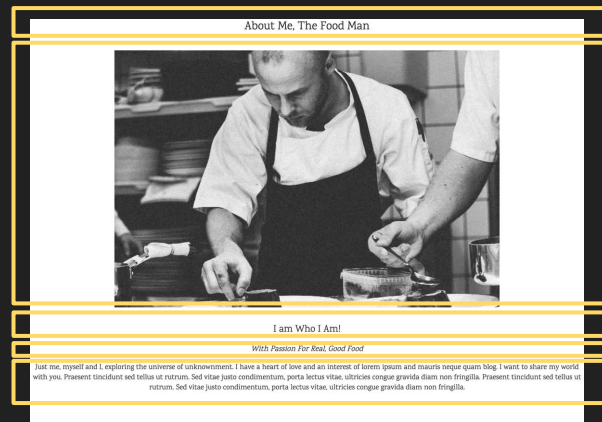 About Me, The Food Man
I am Who I Am!
With Passion For Real, Good Food
Just me, myself and I, exploring the universe of unknownment. I have a heart of love and an interest of lorem ipsum and mauris neque quam blog. I want to share my world
with you. Praesent tincidunt sed tellus ut rutrum. Sed vitae justo condimentum, porta lectus vitae, ultricies congue gravida diam non fringilla. Praesent tincidunt sed tellus ut
rutrum. Sed vitae justo condimentum, porta lectus vitae, ultricies congue gravida diam non fringilla.